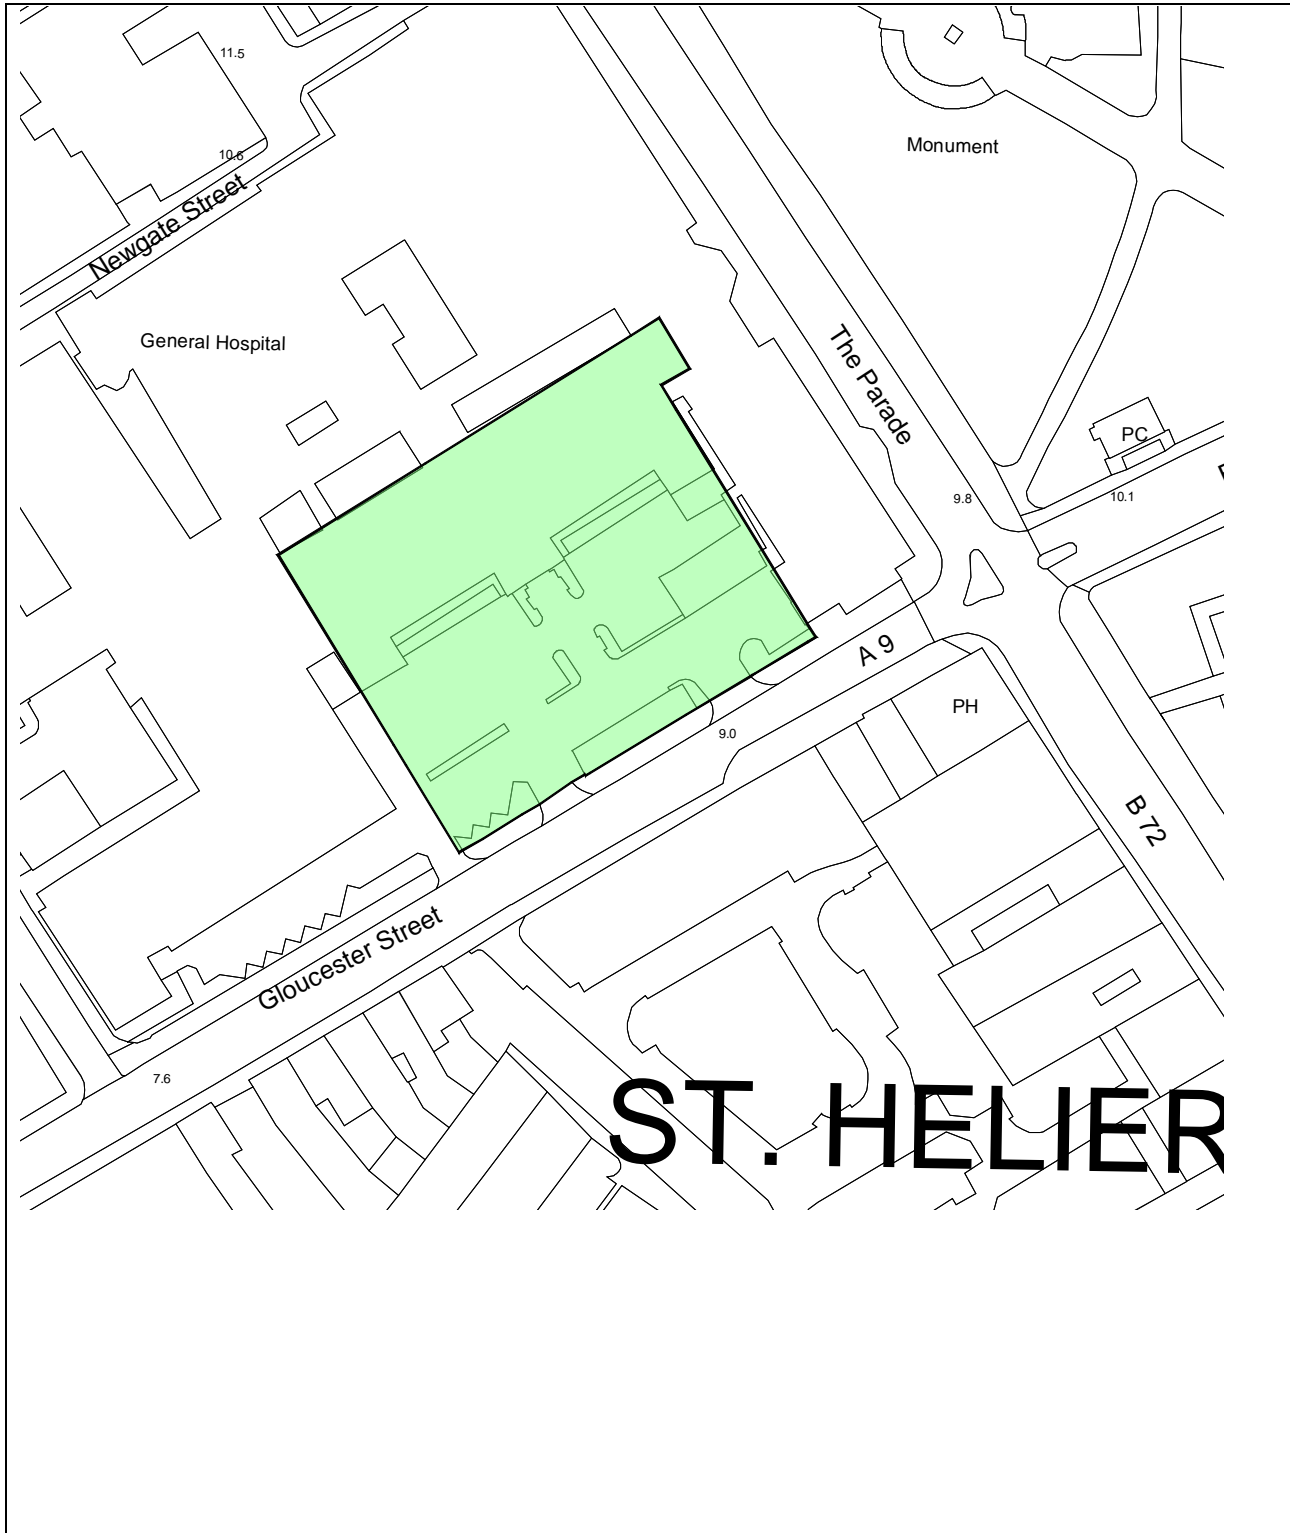 11.5
Monument
10.6
Newgate Street
General Hospital
The Parade
PC
9.8
10.1
A 9
PH
9.0
B 72
Gloucester Street
7.6
ST. HELIER